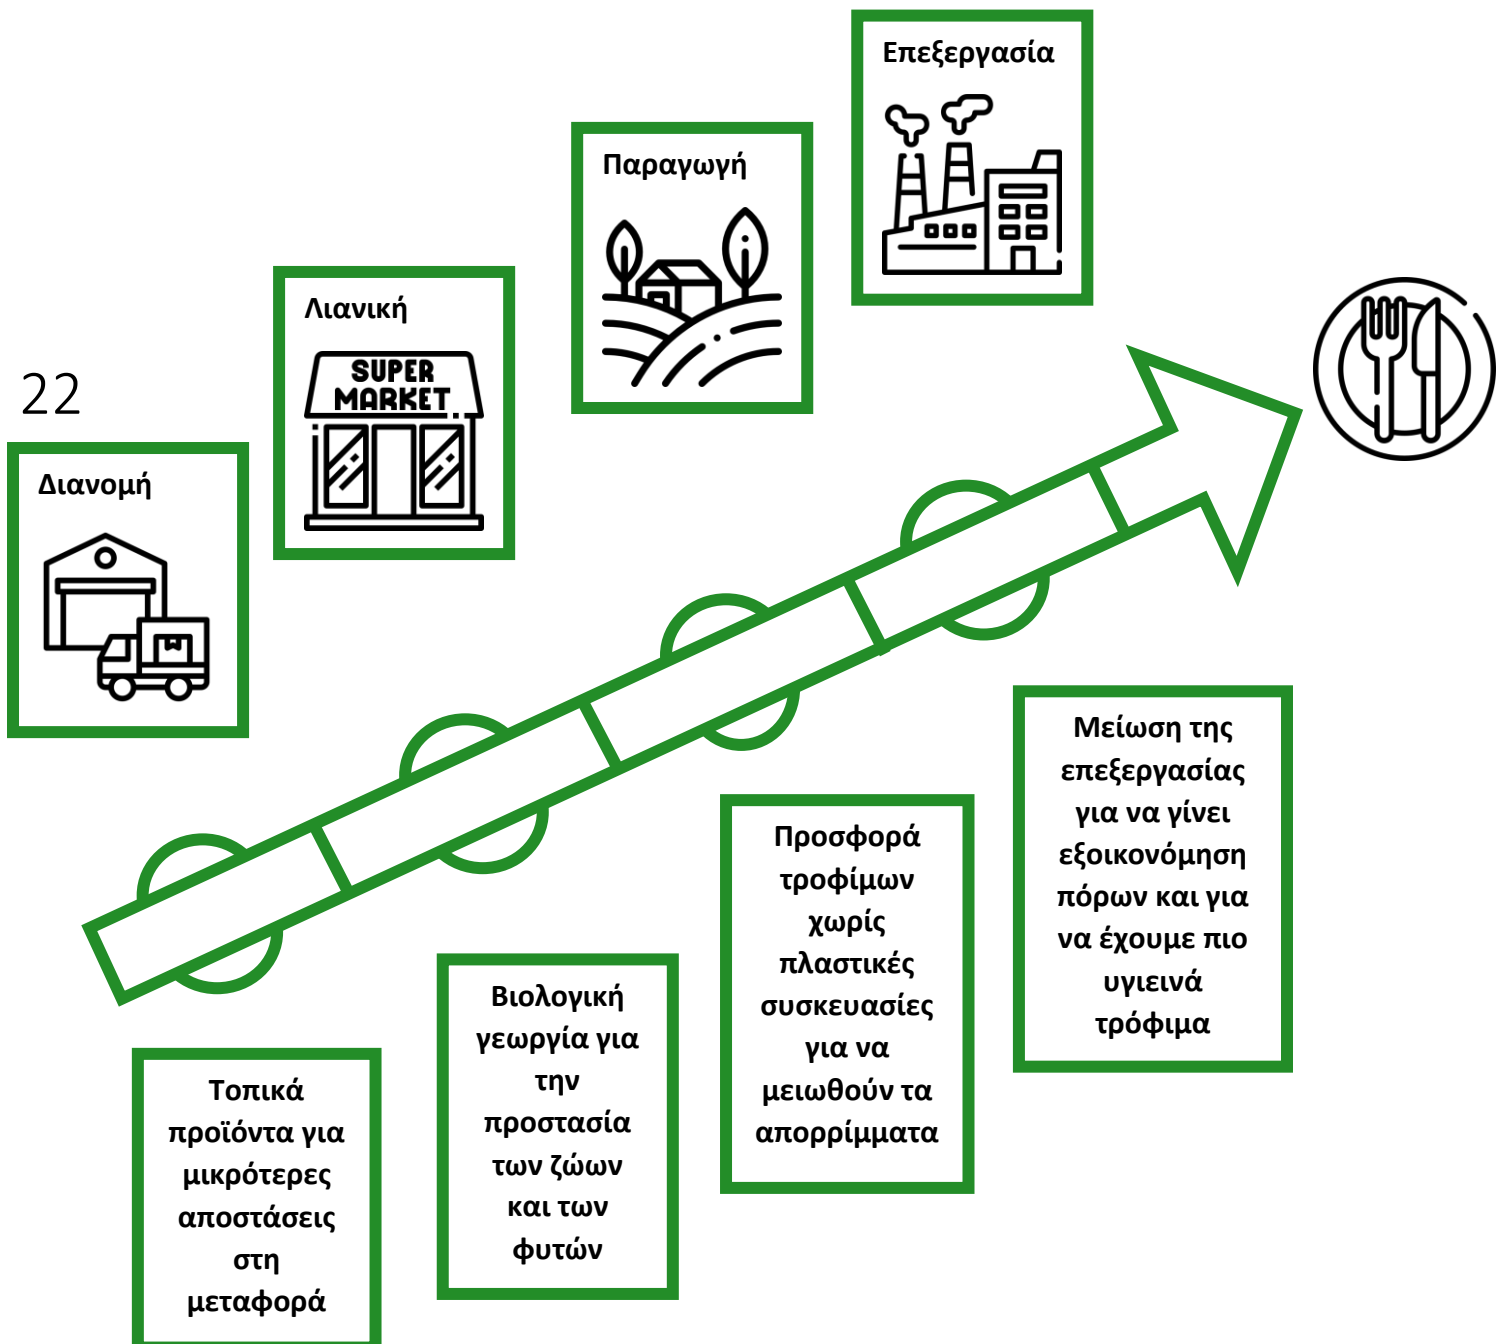 Επεξεργασία
Παραγωγή
Λιανική
SUPER
MARKET
22
Διανομή
Μείωση της
επεξεργασίας
για να γίνει
εξοικονόμηση
πόρων και για
να έχουμε πιο
υγιεινά
τρόφιμα
Προσφορά
τροφίμων
χωρίς
πλαστικές
συσκευασίες
για να
μειωθούν τα
απορρίμματα
Βιολογική
γεωργία για
την
προστασία
των ζώων
και των
φυτών
Τοπικά
προϊόντα για
μικρότερες
αποστάσεις
στη
μεταφορά